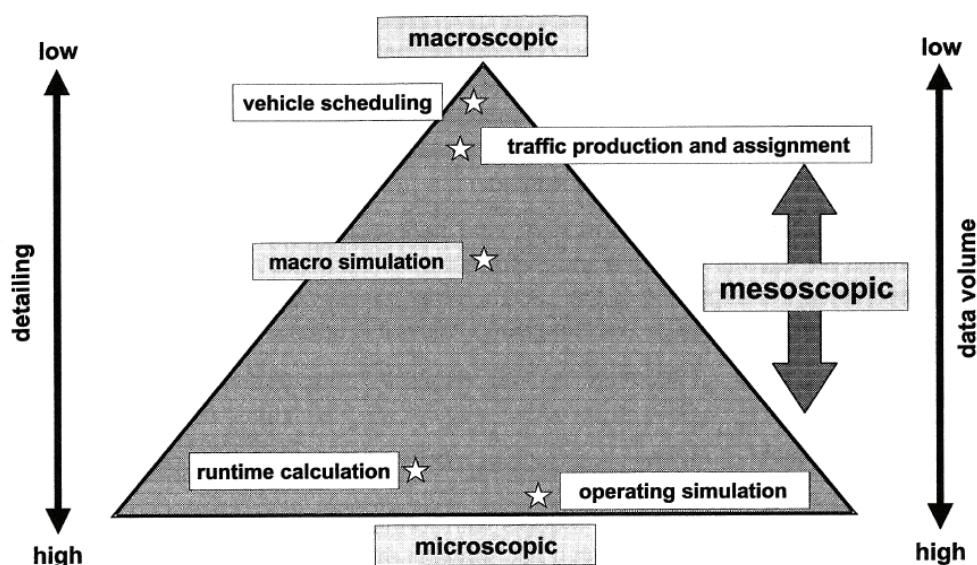 macroscopic
low
low
vehicle scheduling
traffic production and assignment
macro simulation
mesoscopic
detailing
data volume
runtime calculation
operating simulation
microscopic
high
high